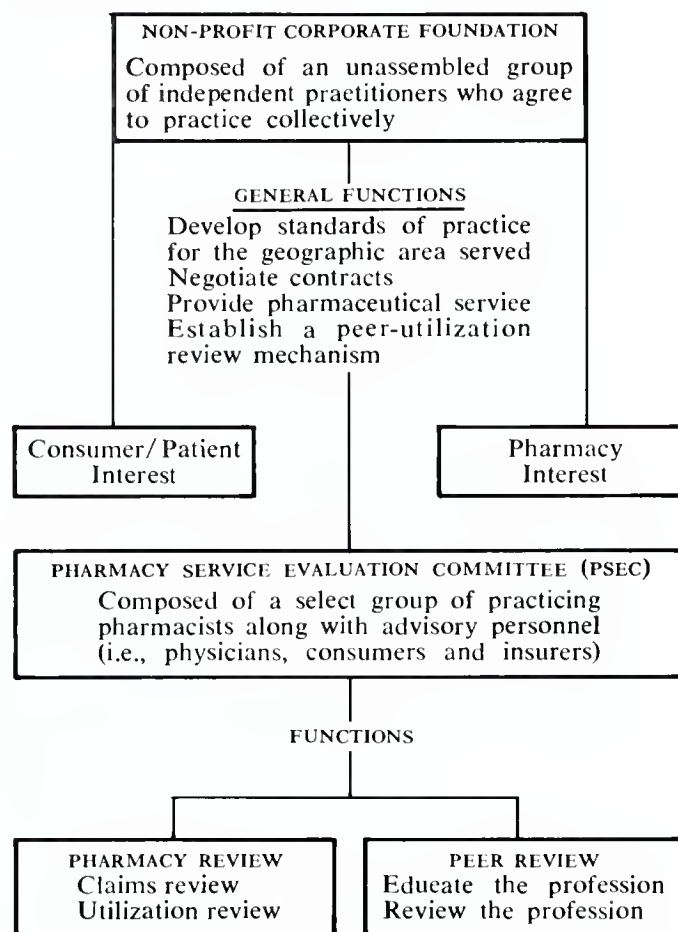 NON-PROFIT CORPORATE FOUNDATION
Composed of an unassembled group
of independent practitioners who agree
to practice collectively
GENERAL FUNCTIONS
Develop standards of practice
for the geographic area served
Negotiate contracts
Provide pharmaceutical service
Establish a peer-utilization
review mechanism
Consumer/Patient
Interest
Pharmacy
Interest
PHARMACY SERVICE EVALUATION COMMITTEE (PSEC)
Composed of a select group of practicing
pharmacists along with advisory personnel
(i.e., physicians, consumers and insurers)
FUNCTIONS
PHARMACY REVIEW
Claims review
Utilization review
PEER REVIEW
Educate the profession
Review the profession